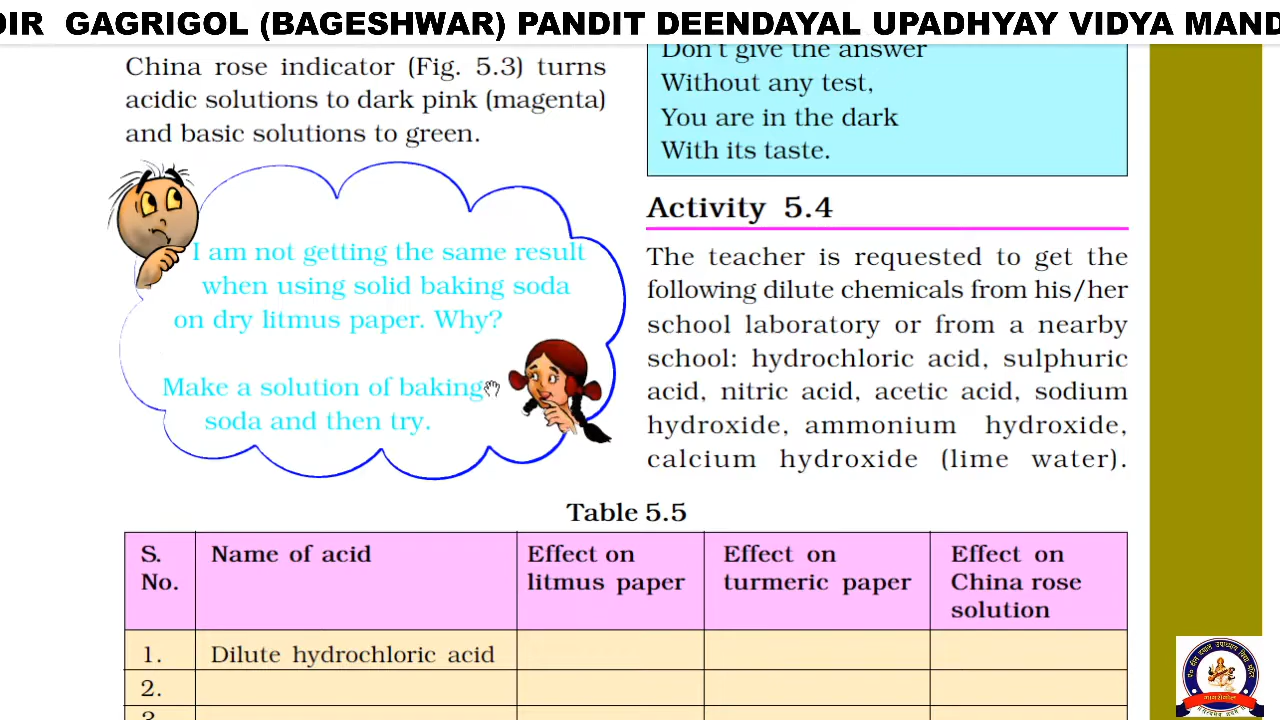 DIR GAGRIGOL (BAGESHWAR) PANDIT DEENDAYAL UPADHYAY VIDYA MAND
China rose indicator (Fig. 5.3) turns
acidic solutions to dark pink (magenta)
and basic solutions to green.
I am not getting the same result
when using solid baking soda
on dry litmus paper. Why?
Make a solution of baking
soda and then try.
Don't give the answer
Without any test,
You are in the dark
With its taste.
Activity 5.4
The teacher is requested to get the
following dilute chemicals from his/her
school laboratory or from a nearby
school: hydrochloric acid, sulphuric
acid, nitric acid, acetic acid, sodium
hydroxide, ammonium hydroxide,
calcium hydroxide (lime water).
Table 5.5
S. No.
Name of acid
Effect on
litmus paper
Effect on
turmeric paper
Effect on
China rose
solution
1. Dilute hydrochloric acid
2.
3.